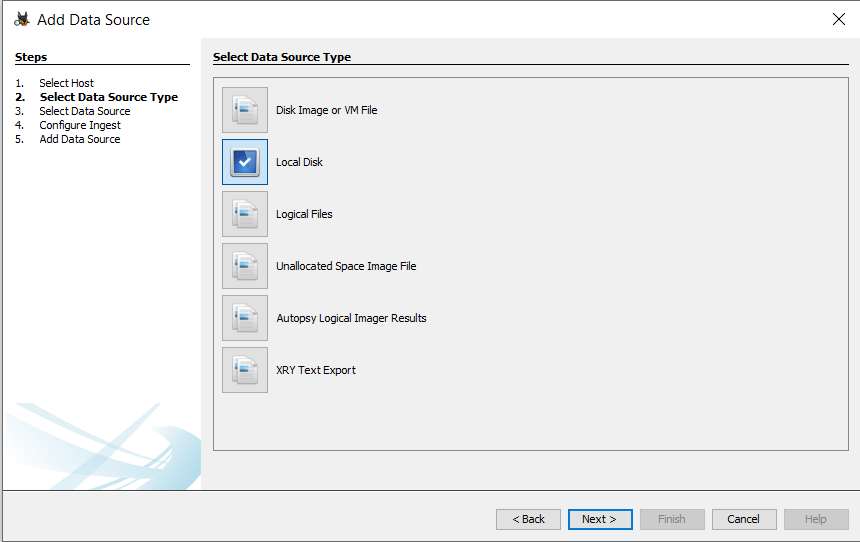 Add Data Source
Steps
1. Select Host
2. Select Data Source Type
3. Select Data Source
4. Configure Ingest
5. Add Data Source
Select Data Source Type
Disk Image or VM File
Local Disk
Logical Files
Unallocated Space Image File
Autopsy Logical Imager Results
XRY Text Export
< Back
Next >
Finish
Cancel
Help